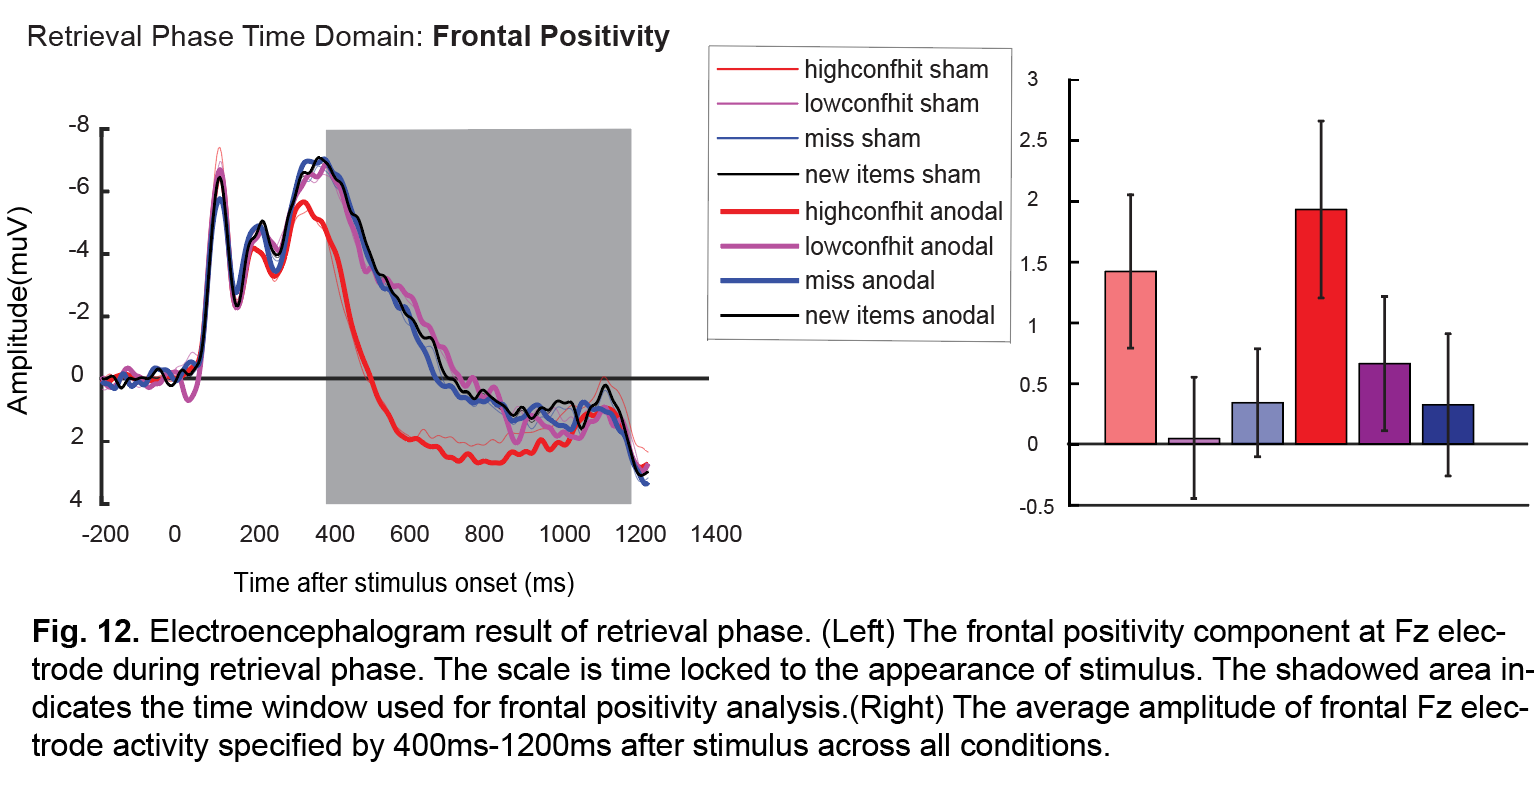 Retrieval Phase Time Domain: Frontal Positivity
highconfhit sham
lowconfhit sham
miss sham
new items sham
highconfhit anodal
lowconfhit anodal
miss anodal
new items anodal
Amplitude(muV)
-8
-6
-4
-2
0
2
4
-200 0 200 400 600 800 1000 1200 1400
Time after stimulus onset (ms)
3
2.5
2
1.5
1
0.5
0
-0.5
Fig. 12. Electroencephalogram result of retrieval phase. (Left) The frontal positivity component at Fz elec-
trode during retrieval phase. The scale is time locked to the appearance of stimulus. The shadowed area in-
dicates the time window used for frontal positivity analysis.(Right) The average amplitude of frontal Fz elec-
trode activity specified by 400ms-1200ms after stimulus across all conditions.